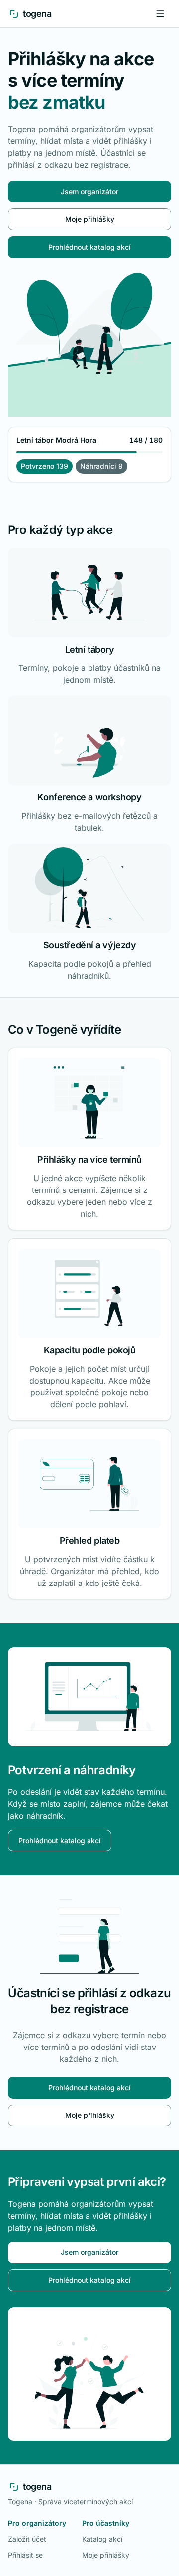 togena
Přihlášky na akce
s více termíny
bez zmatku
Togena pomáhá organizátorům vypsat
termíny, hlídat místa a vidět přihlášky i
platby na jednom místě. Účastníci se
přihlásí z odkazu bez registrace.
Jsem organizátor
Moje přihlášky
Prohlédnout katalog akcí
Letní tábor Modrá Hora 148 / 180
Potvrzeno 139 Náhradníci 9
Pro každý typ akce
Letní tábory
Termíny, pokoje a platby účastníků na
jednom místě.
Konference a workshopy
Přihlášky bez e-mailových řetězců a
tabulek.
Soustředění a výjezdy
Kapacita podle pokojů a přehled
náhradníků.
Co v Togeně vyřídíte
Přihlášky na více termínů
U jedné akce vypíšete několik
termínů s cenami. Zájemce si z
odkazu vybere jeden nebo více z
nich.
Kapacitu podle pokojů
Pokoje a jejich počet míst určují
dostupnou kapacitu. Akce může
používat společné pokoje nebo
dělení podle pohlaví.
Přehled plateb
U potvrzených míst vidíte částku k
úhradě. Organizátor má přehled, kdo
už zaplatil a kdo ještě čeká.
Potvrzení a náhradníky
Po odeslání je vidět stav každého termínu.
Když se místo zaplní, zájemce může čekat
jako náhradník.
Prohlédnout katalog akcí
Účastníci se přihlásí z odkazu
bez registrace
Zájemce si z odkazu vybere termín nebo
více termínů a po odeslání vidí stav
každého z nich.
Prohlédnout katalog akcí
Moje přihlášky
Připraveni vypsat první akci?
Togena pomáhá organizátorům vypsat
termíny, hlídat místa a vidět přihlášky i
platby na jednom místě.
Jsem organizátor
Prohlédnout katalog akcí
togena
Togena · Správa vícetermínových akcí
Pro organizátory Pro účastníky
Založit účet Katalog akcí
Přihlásit se Moje přihlášky